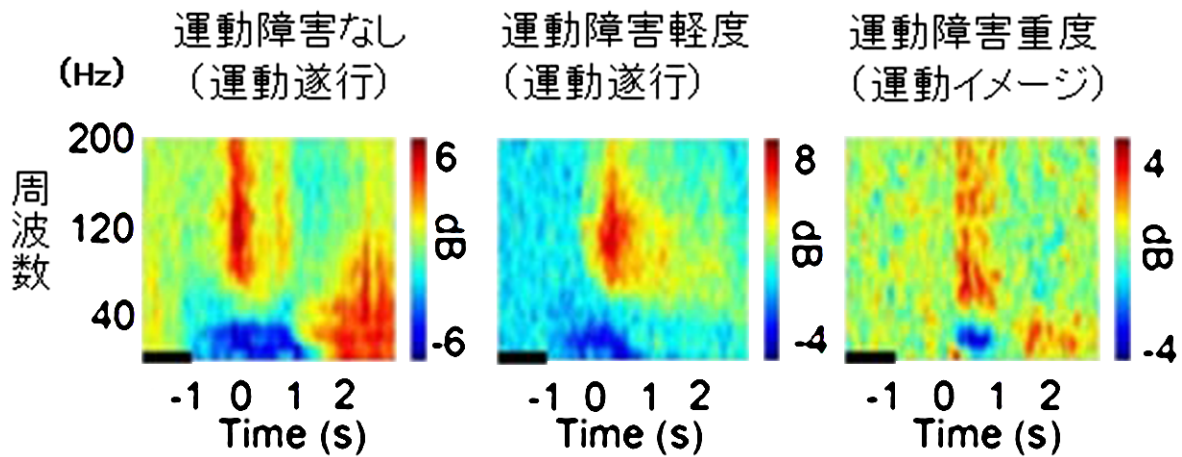 運動障害なし
（運動遂行）
運動障害軽度
（運動遂行）
運動障害重度
（運動イメージ）
(Hz)
周波数
200
120
40
6
dB
-6
8
dB
-4
4
dB
-4
-1 0 1 2
Time (s)
-1 0 1 2
Time (s)
-1 0 1 2
Time (s)